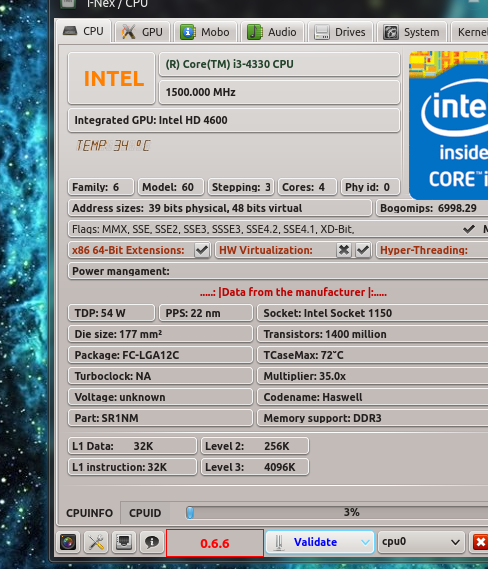 i-Nex / CPU
CPU GPU Mobo Audio Drives System Kernel
INTEL
(R) Core(TM) i3-4330 CPU
1500.000 MHz
Integrated GPU: Intel HD 4600
TEMP: 34 °C
inte
inside
CORE™ i
Family: 6 Model: 60 Stepping: 3 Cores: 4 Phy id: 0
Address sizes: 39 bits physical, 48 bits virtual Bogomips: 6998.29
Flags: MMX, SSE, SSE2, SSE3, SSSE3, SSE4.2, SSE4.1, XD-Bit,
x86 64-Bit Extensions: HW Virtualization: Hyper-Threading:
Power mangament:
.....: |Data from the manufacturer |:.....
TDP: 54 W PPS: 22 nm Socket: Intel Socket 1150
Die size: 177 mm² Transistors: 1400 million
Package: FC-LGA12C TCaseMax: 72˚C
Turboclock: NA Multiplier: 35.0x
Voltage: unknown Codename: Haswell
Part: SR1NM Memory support: DDR3
L1 Data: 32K Level 2: 256K
L1 instruction: 32K Level 3: 4096K
CPUINFO CPUID 3%
0.6.6 Validate cpu0